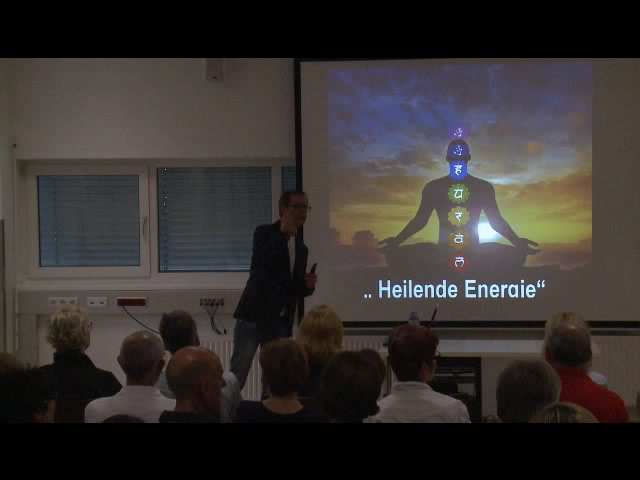 हं
यं
रं
वं
लं
„ Heilende Energie“